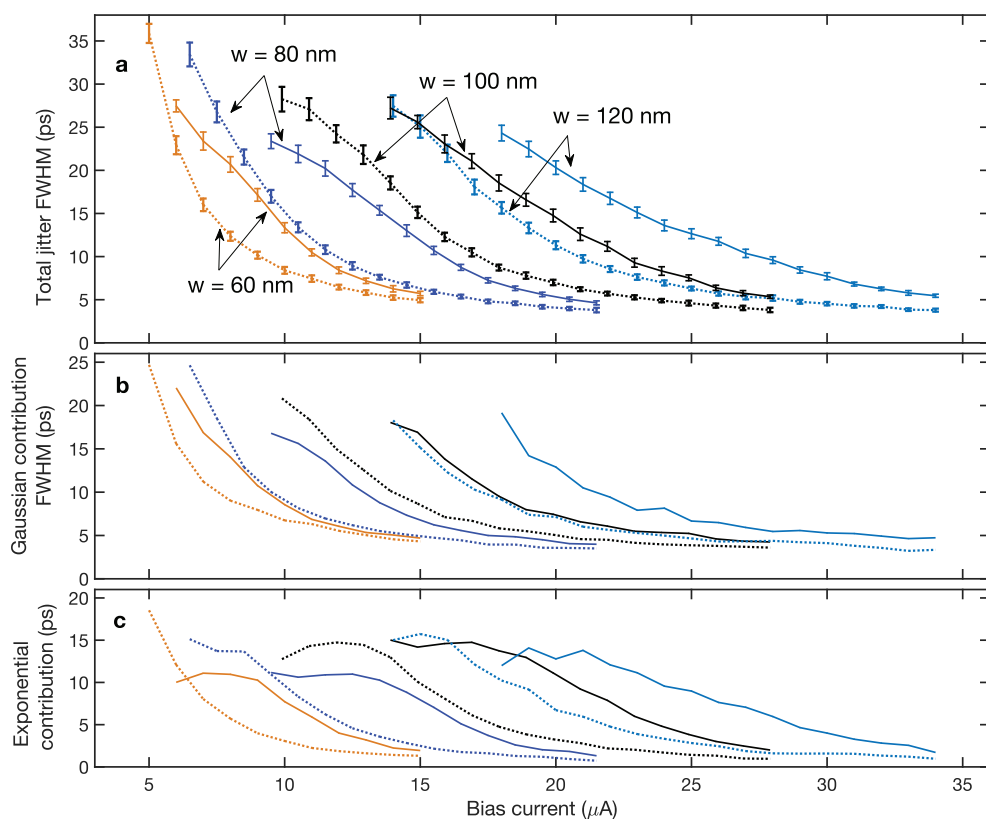 35
30
25
20
15
10
5
0
Total jjitter FWHM (ps)
a
w = 80 nm
w = 100 nm
w = 120 nm
w = 60 nm
25
20
15
10
5
0
Gaussian contribution
FWHM (ps)
b
20
15
10
5
0
Exponential
contribution (ps)
c
5 10 15 20 25 30 35
Bias current (μA)